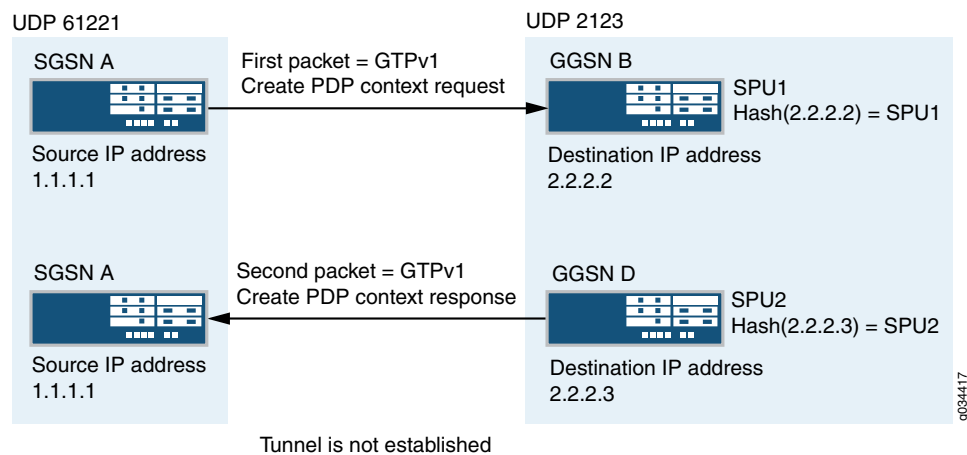 UDP 61221
UDP 2123
SGSN A
First packet = GTPv1
Create PDP context request
GGSN B
SPU1
Hash(2.2.2.2) = SPU1
Source IP address
1.1.1.1
Destination IP address
2.2.2.2
SGSN A
Second packet = GTPv1
Create PDP context response
GGSN D
SPU2
Hash(2.2.2.3) = SPU2
Source IP address
1.1.1.1
Destination IP address
2.2.2.3
Tunnel is not established
g034417